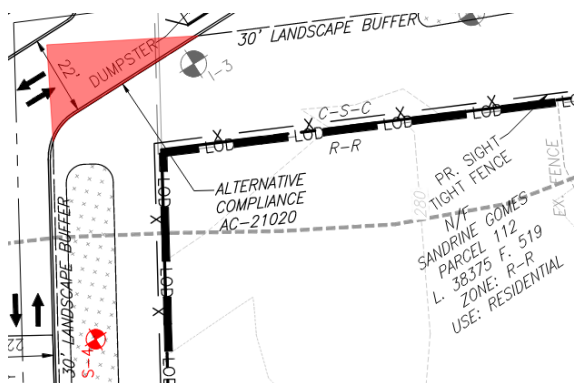 30' LANDSCAPE BUFFER
DUMPSTER
22'
I-3
C-S-C
X LOD X LOD X LOD X LOD
R-R
ALTERNATIVE
COMPLIANCE
AC-21020
PR. SIGHT
TIGHT FENCE
N/F
SANDRINE GOMES
PARCEL 112
L. 38375 F. 519
ZONE: R-R
USE: RESIDENTIAL
EX. FENCE
280
LOD
X
LOD
X
LOD
30' LANDSCAPE BUFFER
S-4
22'